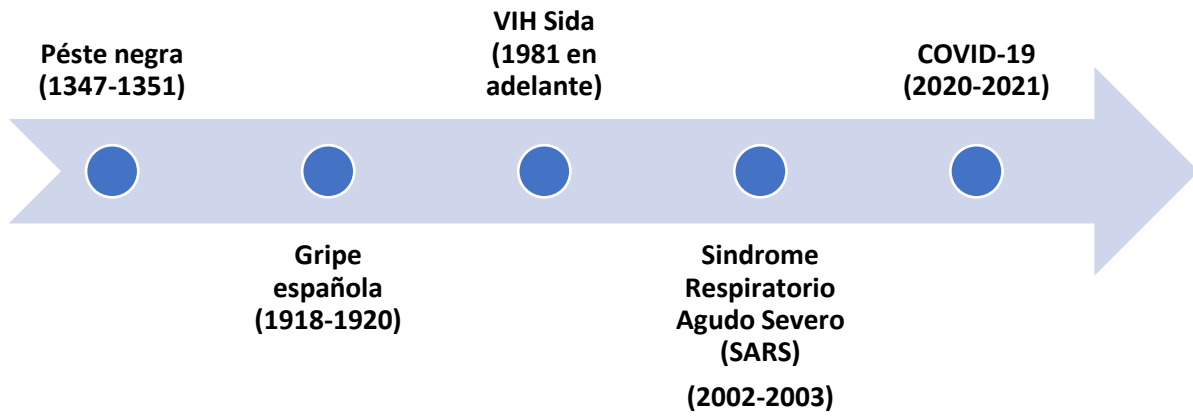 Péste negra
(1347-1351)
Gripe
española
(1918-1920)
VIH Sida
(1981 en
adelante)
Sindrome
Respiratorio
Agudo Severo
(SARS)
(2002-2003)
COVID-19
(2020-2021)